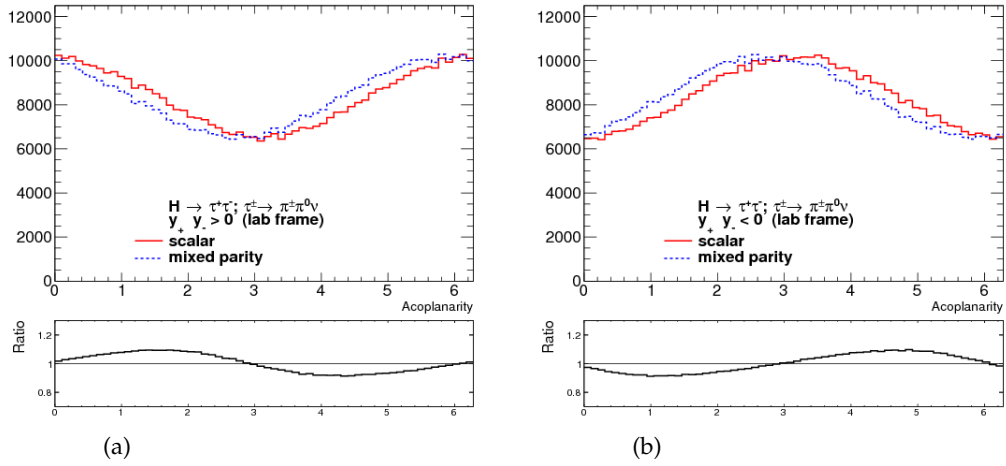 12000
10000
8000
6000
4000
2000
0
H → τ⁺τ⁻; τ± → π±π⁰ν
y₊ y₋ > 0 (lab frame)
scalar
mixed parity
0 1 2 3 4 5 6
Acoplanarity
Ratio
1.2
1
0.8
0 1 2 3 4 5 6
(a)
12000
10000
8000
6000
4000
2000
0
H → τ⁺τ⁻; τ± → π±π⁰ν
y₊ y₋ < 0 (lab frame)
scalar
mixed parity
0 1 2 3 4 5 6
Acoplanarity
Ratio
1.2
1
0.8
0 1 2 3 4 5 6
(b)